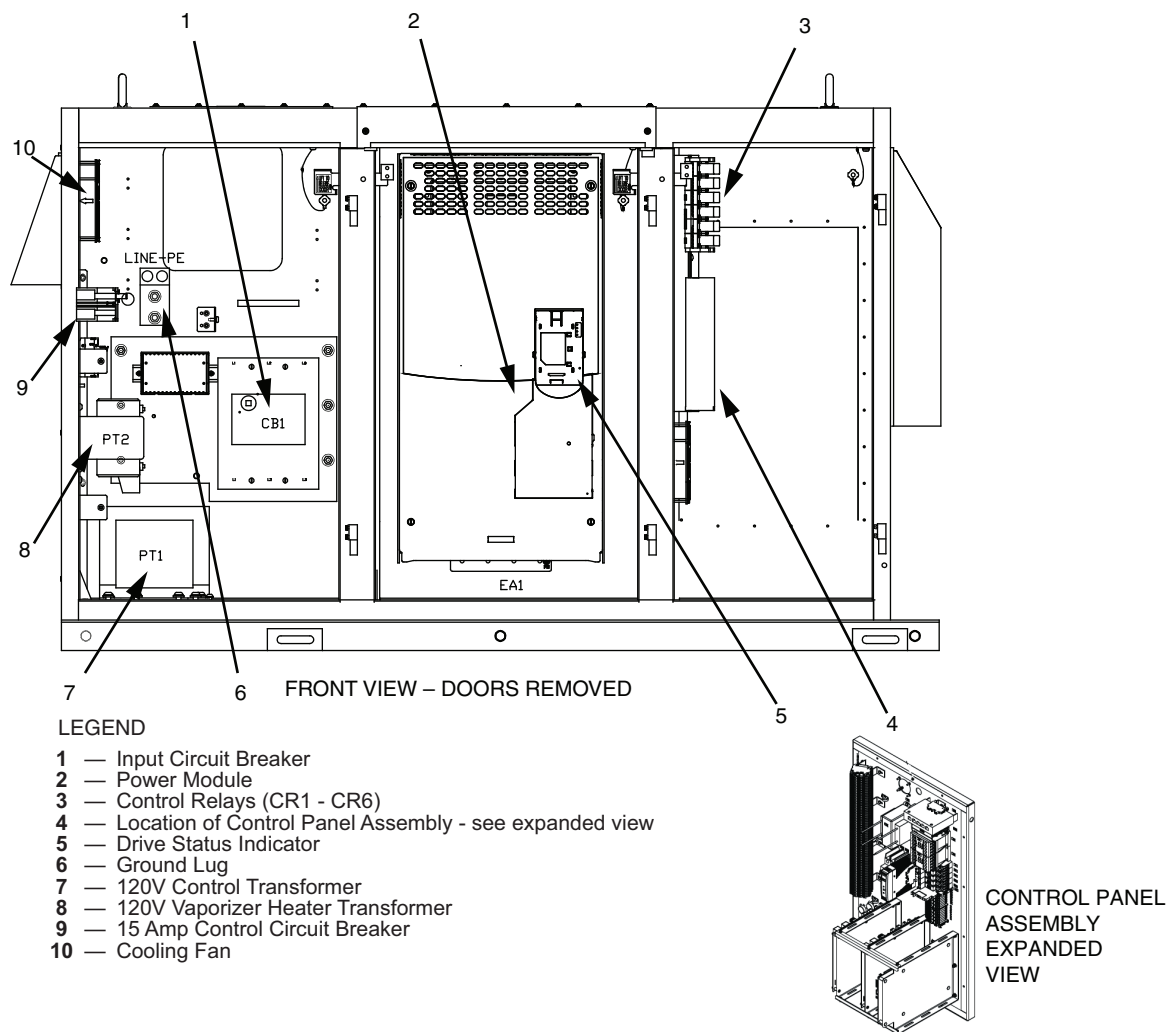 1
2
3
10
LINE-PE
9
CB1
PT2
8
PT1
EA1
7
6
FRONT VIEW – DOORS REMOVED
5
4
LEGEND
1 — Input Circuit Breaker
2 — Power Module
3 — Control Relays (CR1 - CR6)
4 — Location of Control Panel Assembly - see expanded view
5 — Drive Status Indicator
6 — Ground Lug
7 — 120V Control Transformer
8 — 120V Vaporizer Heater Transformer
9 — 15 Amp Control Circuit Breaker
10 — Cooling Fan
CONTROL PANEL
ASSEMBLY
EXPANDED
VIEW